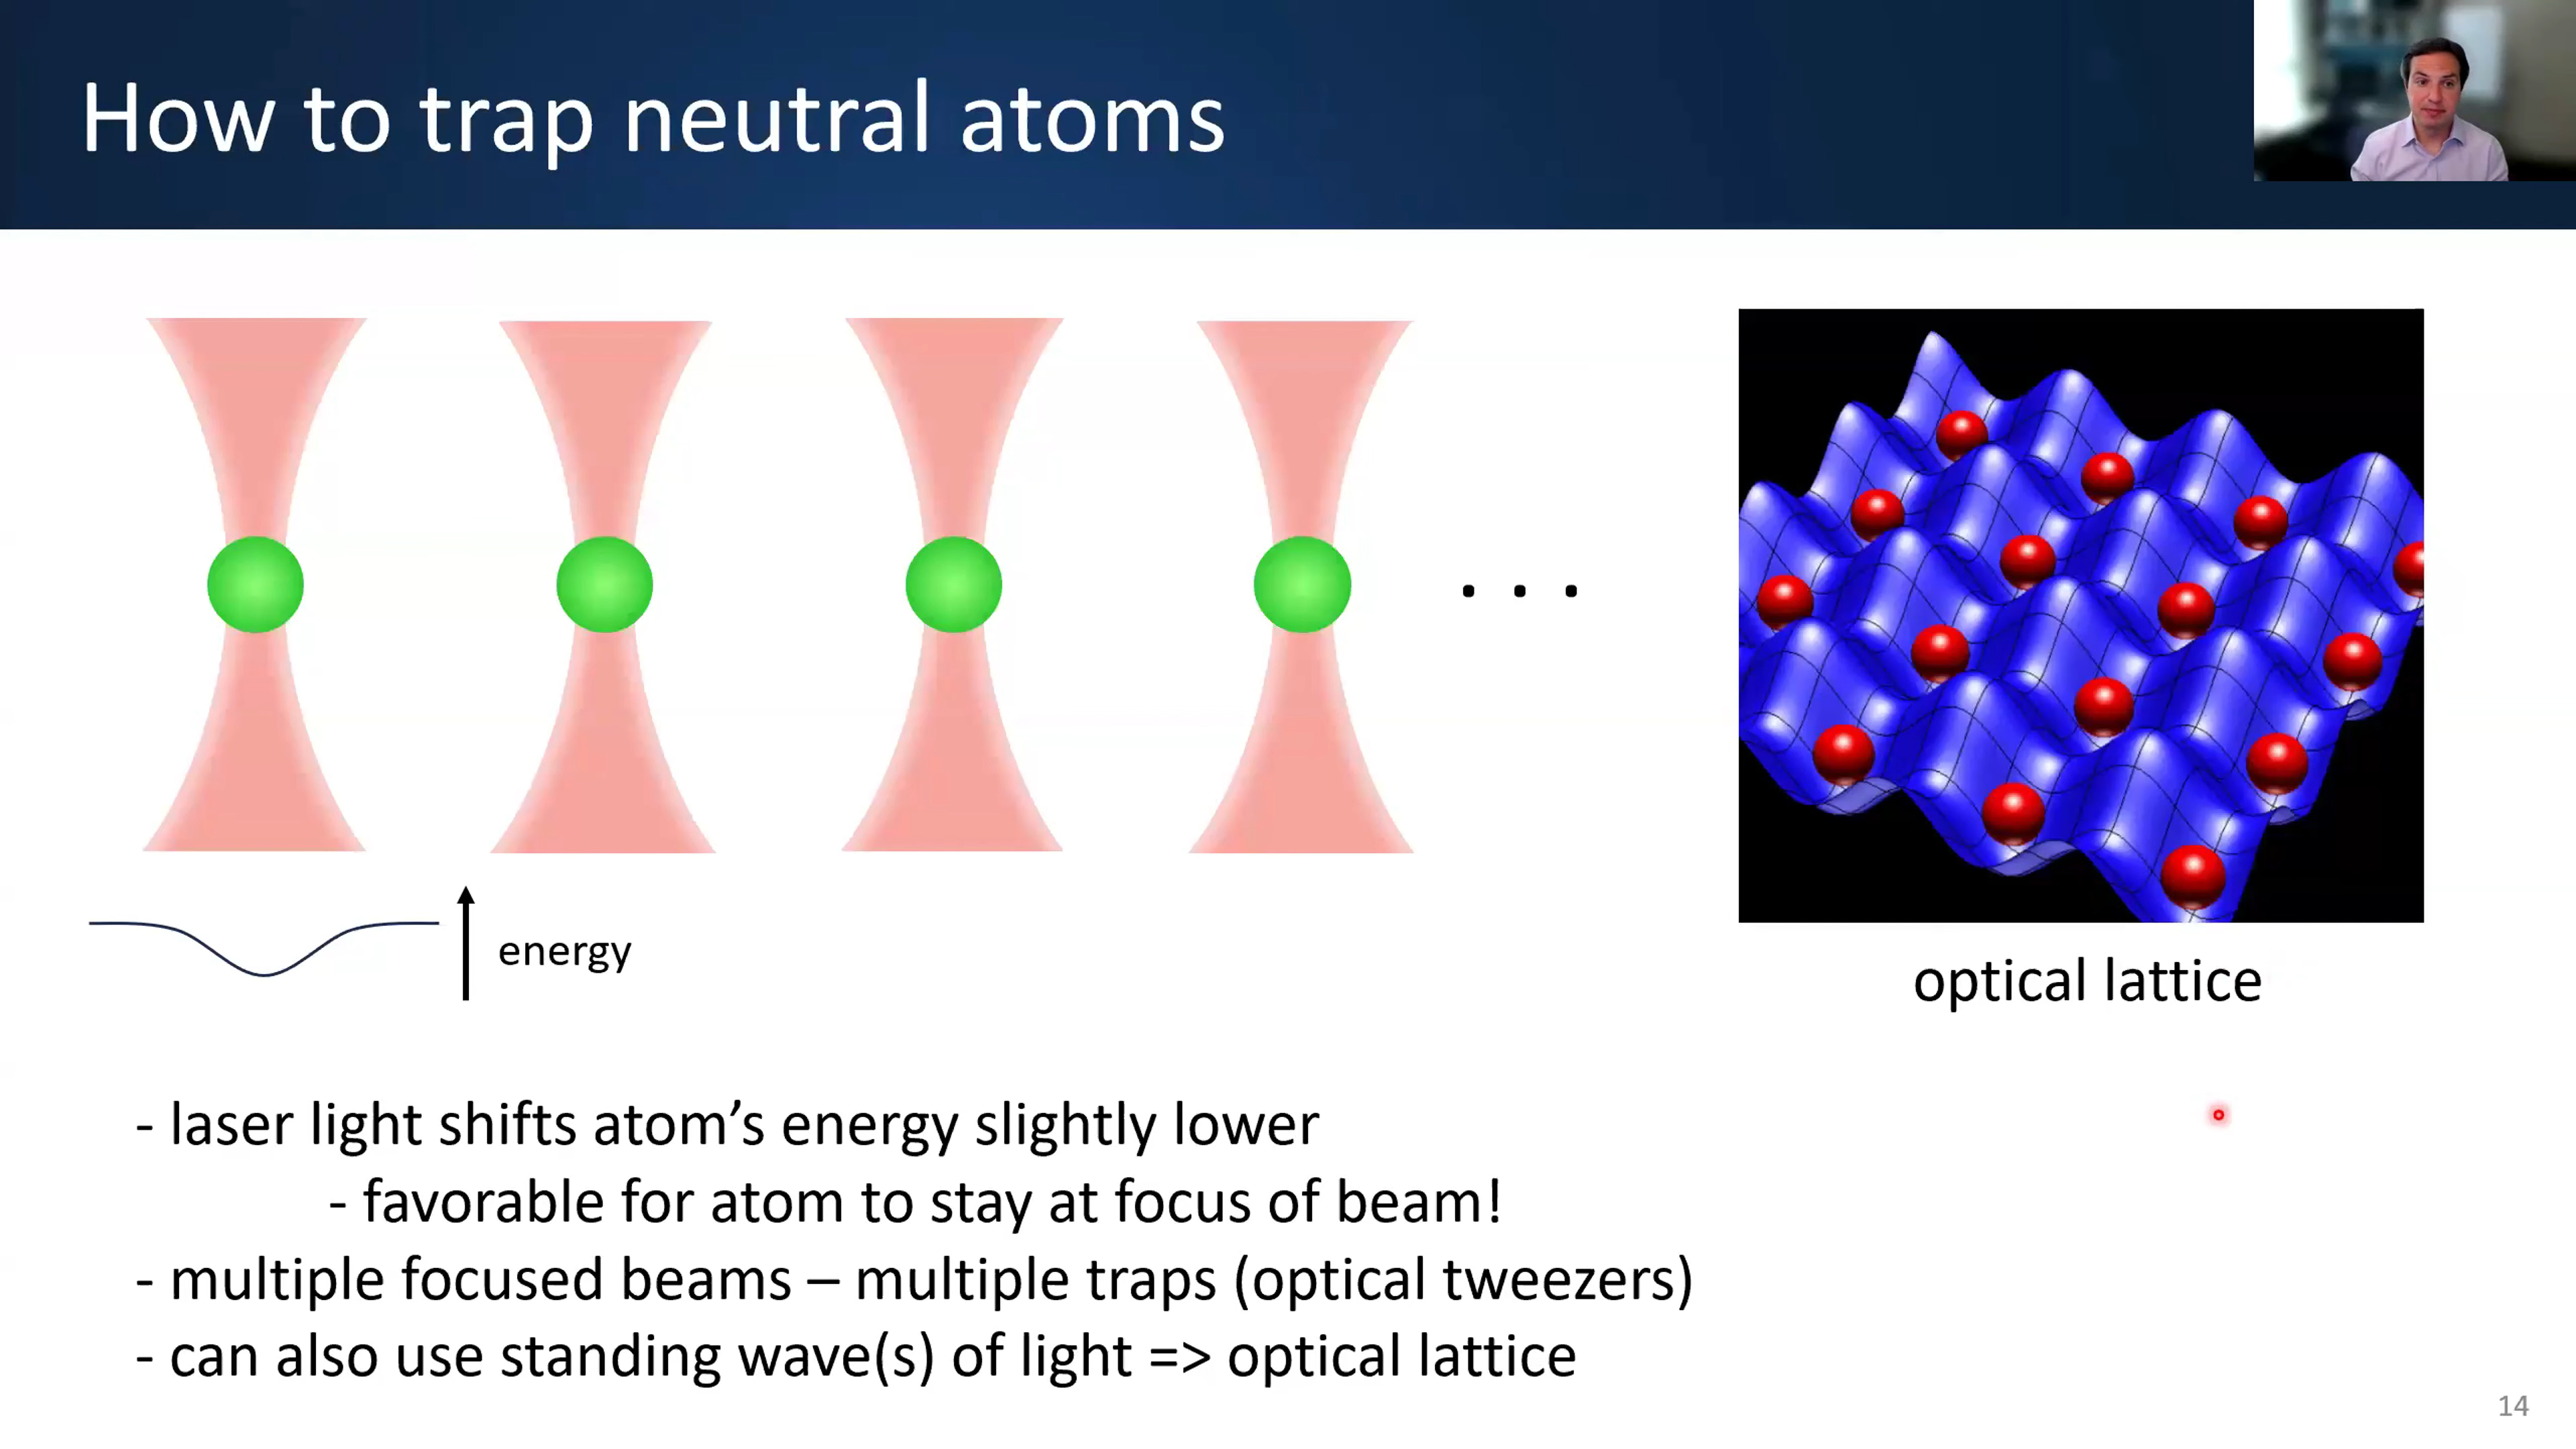 How to trap neutral atoms
. . .
energy
optical lattice
- laser light shifts atom’s energy slightly lower
- favorable for atom to stay at focus of beam!
- multiple focused beams – multiple traps (optical tweezers)
- can also use standing wave(s) of light => optical lattice
14